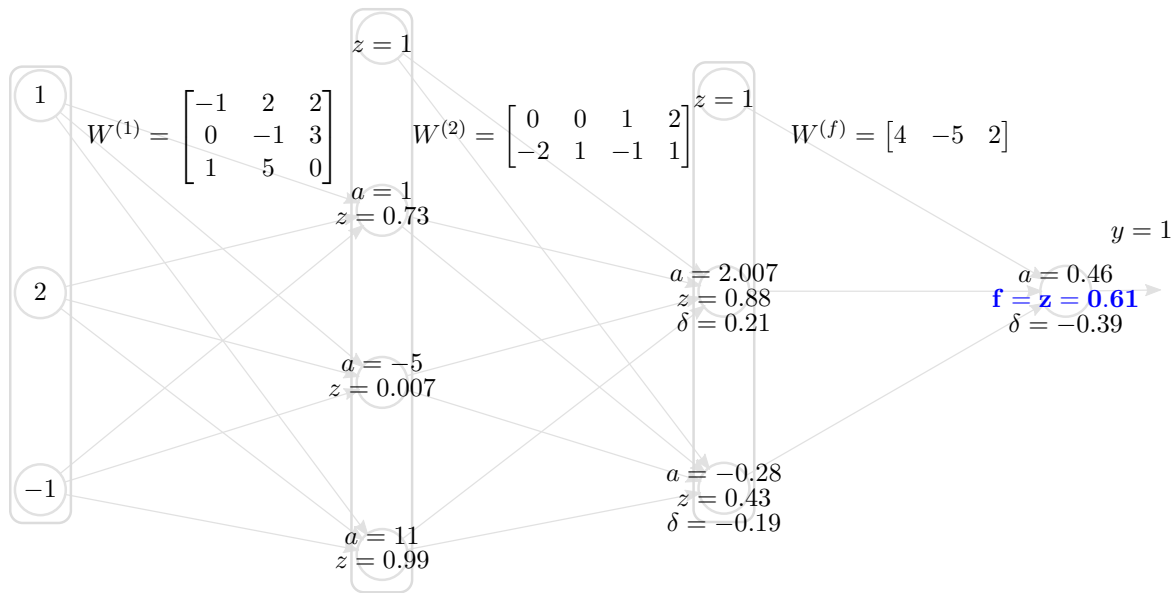 1
2
−1
W^{(1)} = [−1 2 2
0 −1 3
1 5 0]
z = 1
a = 1
z = 0.73
a = −5
z = 0.007
a = 11
z = 0.99
W^{(2)} = [0 0 1 2
−2 1 −1 1]
z = 1
a = 2.007
z = 0.88
δ = 0.21
a = −0.28
z = 0.43
δ = −0.19
W^{(f)} = [4 −5 2]
y = 1
a = 0.46
f = z = 0.61
δ = −0.39